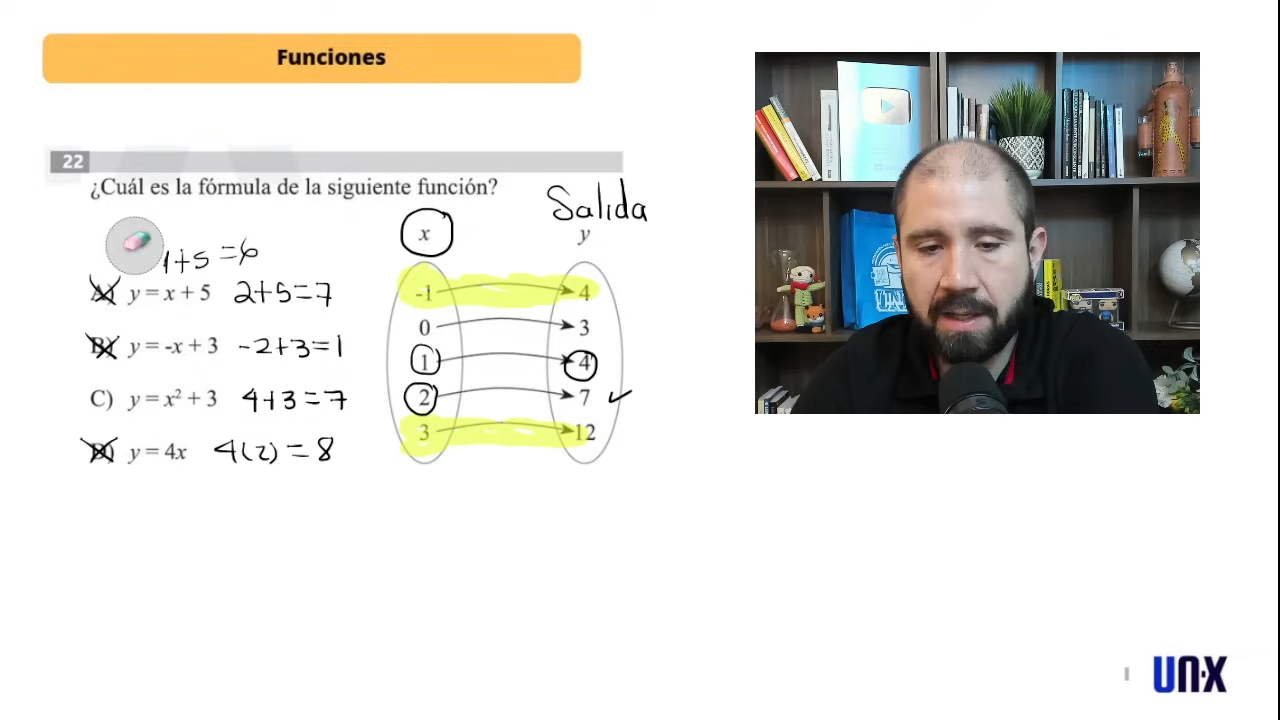 Funciones
22
¿Cuál es la fórmula de la siguiente función?
Salida
x
y
1+5=6
A) y = x + 5 2+5=7
B) y = -x + 3 -2+3=1
C) y = x² + 3 4+3=7
D) y = 4x 4(2)=8
-1 4
0 3
1 4
2 7 ✓
3 12
UNX